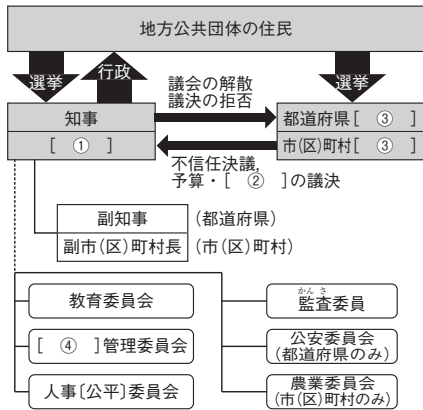 地方公共団体の住民
選挙
行政
選挙
議会の解散
議決の拒否
知事
[ ① ]
都道府県[ ③ ]
市(区)町村[ ③ ]
不信任決議,
予算・[ ② ]の議決
副知事 (都道府県)
副市(区)町村長 (市(区)町村)
教育委員会
かんさ
監査委員
[ ④ ]管理委員会
公安委員会
(都道府県のみ)
人事〔公平〕委員会
農業委員会
(市(区)町村のみ)